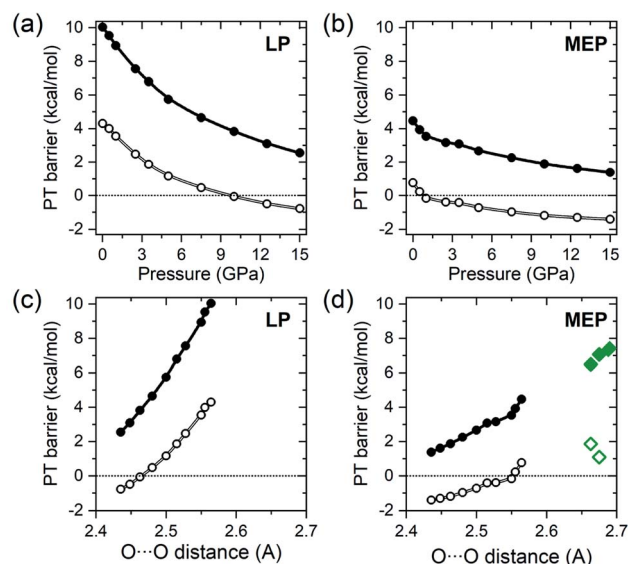 (a) LP
PT barrier (kcal/mol)
10
8
6
4
2
0
-2
0 3 6 9 12 15
Pressure (GPa)
(b) MEP
PT barrier (kcal/mol)
10
8
6
4
2
0
-2
0 3 6 9 12 15
Pressure (GPa)
(c) LP
PT barrier (kcal/mol)
10
8
6
4
2
0
-2
2.4 2.5 2.6 2.7
O···O distance (A)
(d) MEP
PT barrier (kcal/mol)
10
8
6
4
2
0
-2
2.4 2.5 2.6 2.7
O···O distance (A)